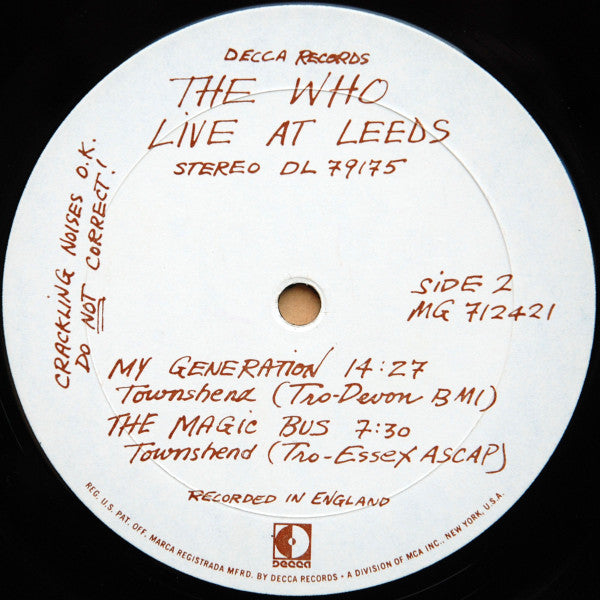 DECCA RECORDS
THE WHO
LIVE AT LEEDS
STEREO DL 79175
CRACKLING NOISES O.K.
DO NOT CORRECT!
SIDE 2
MG 712421
MY GENERATION 14:27
Townshend (Tro-Devon BMI)
THE MAGIC BUS 7:30
Townshend (Tro-Essex ASCAP)
RECORDED IN ENGLAND
DECCA
REG. U.S. PAT. OFF. MARCA REGISTRADA MFRD. BY DECCA RECORDS • A DIVISION OF MCA INC., NEW YORK, U.S.A.